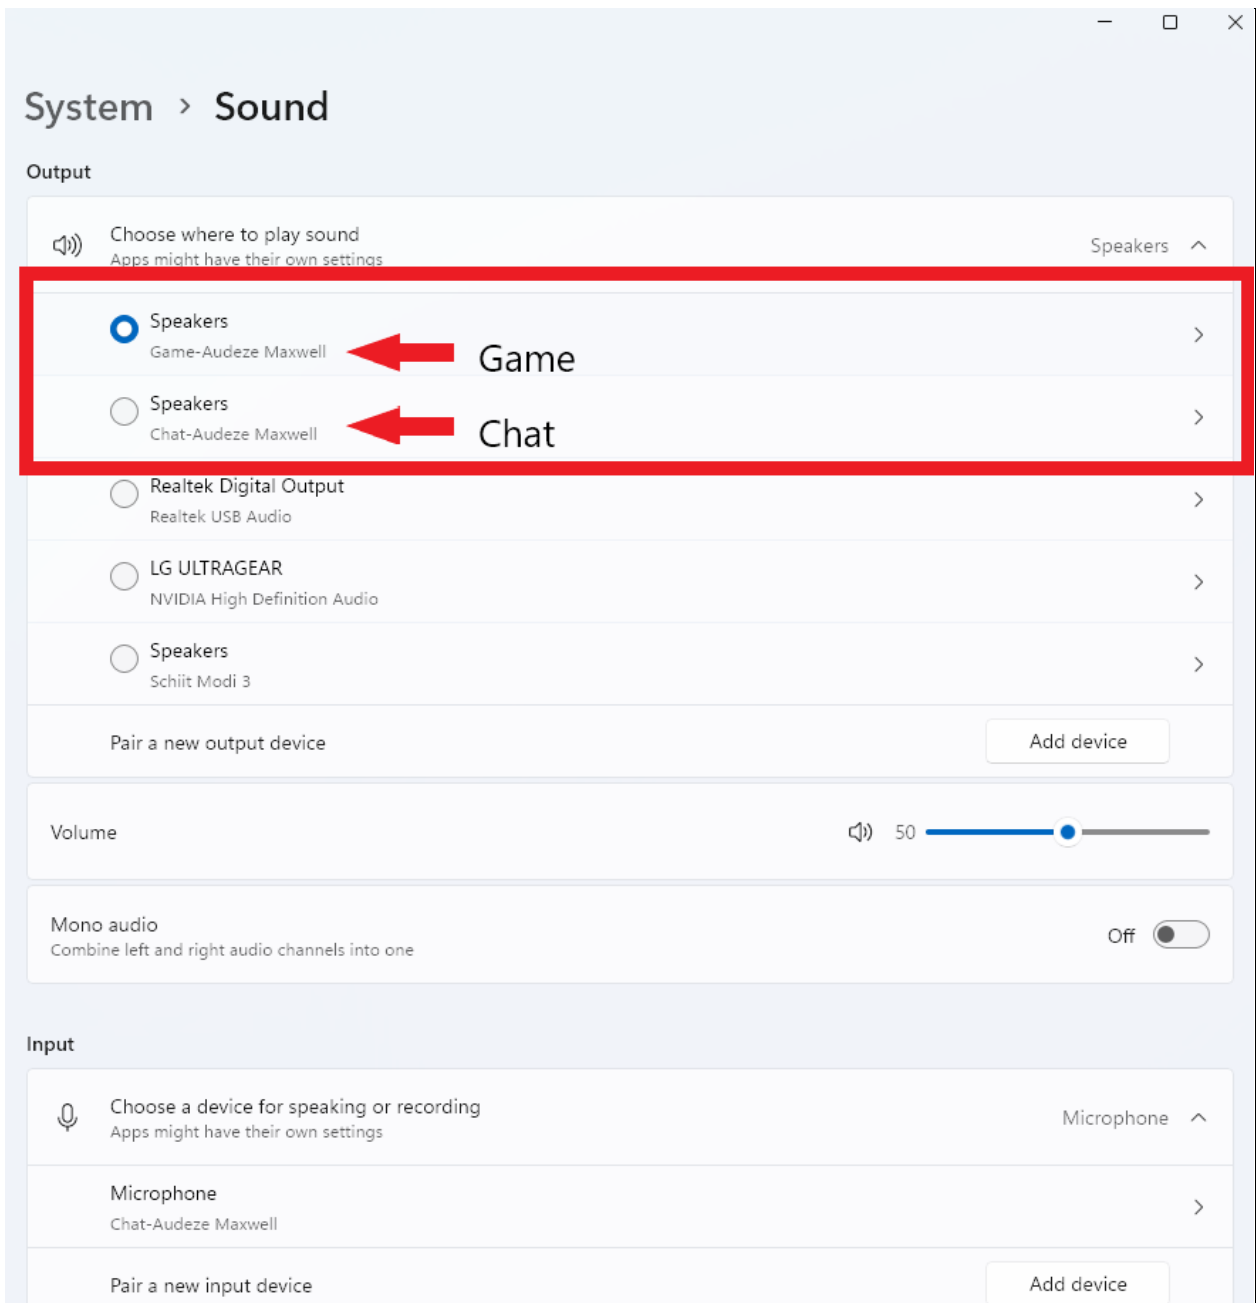 System > Sound
Output
Choose where to play sound
Apps might have their own settings
Speakers
Speakers
Game-Audeze Maxwell
Game
Speakers
Chat-Audeze Maxwell
Chat
Realtek Digital Output
Realtek USB Audio
LG ULTRAGEAR
NVIDIA High Definition Audio
Speakers
Schiit Modi 3
Pair a new output device
Add device
Volume
50
Mono audio
Combine left and right audio channels into one
Off
Input
Choose a device for speaking or recording
Apps might have their own settings
Microphone
Microphone
Chat-Audeze Maxwell
Pair a new input device
Add device